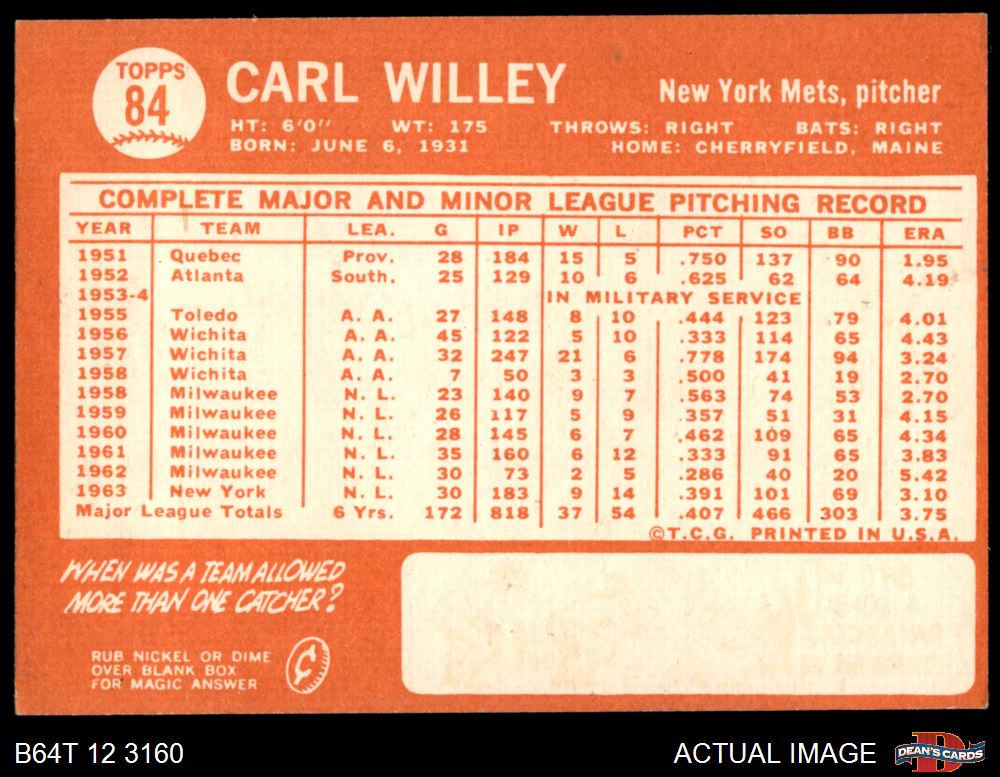 TOPPS
84
CARL WILLEY
New York Mets, pitcher
HT: 6'0" WT: 175 THROWS: RIGHT BATS: RIGHT
BORN: JUNE 6, 1931 HOME: CHERRYFIELD, MAINE
COMPLETE MAJOR AND MINOR LEAGUE PITCHING RECORD
YEAR TEAM LEA. G IP W L PCT SO BB ERA
1951 Quebec Prov. 28 184 15 5 .750 137 90 1.95
1952 Atlanta South. 25 129 10 6 .625 62 64 4.19
1953-4 IN MILITARY SERVICE
1955 Toledo A. A. 27 148 8 10 .444 123 79 4.01
1956 Wichita A. A. 45 122 5 10 .333 114 65 4.43
1957 Wichita A. A. 32 247 21 6 .778 174 94 3.24
1958 Wichita A. A. 7 50 3 3 .500 41 19 2.70
1958 Milwaukee N. L. 23 140 9 7 .563 74 53 2.70
1959 Milwaukee N. L. 26 117 5 9 .357 51 31 4.15
1960 Milwaukee N. L. 28 145 6 7 .462 109 65 4.34
1961 Milwaukee N. L. 35 160 6 12 .333 91 65 3.83
1962 Milwaukee N. L. 30 73 2 5 .286 40 20 5.42
1963 New York N. L. 30 183 9 14 .391 101 69 3.10
Major League Totals 6 Yrs. 172 818 37 54 .407 466 303 3.75
©T.C.G. PRINTED IN U.S.A.
WHEN WAS A TEAM ALLOWED
MORE THAN ONE CATCHER?
RUB NICKEL OR DIME
OVER BLANK BOX
FOR MAGIC ANSWER
¢
B64T 12 3160
ACTUAL IMAGE
D
DEAN'S CARDS